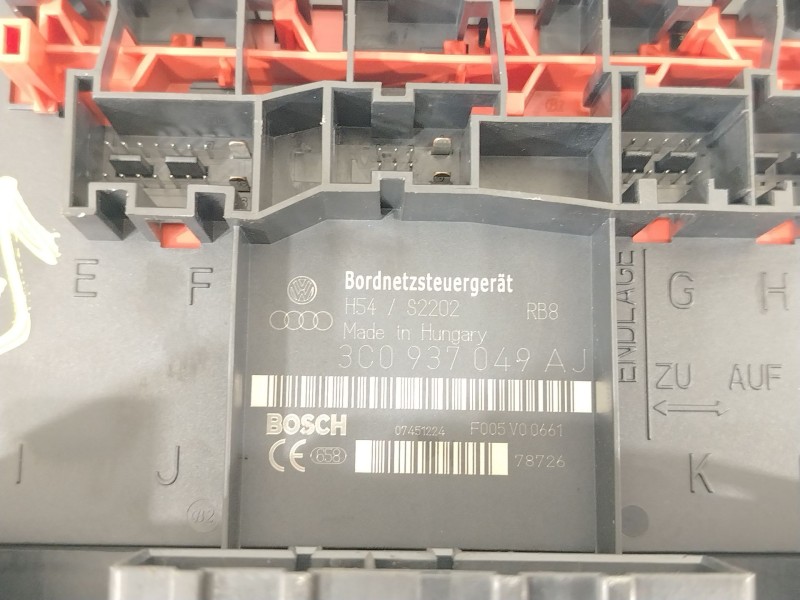 E F
Bordnetzsteuergerät
H54 / S2202 RB8
Made in Hungary
3C0 937 049 AJ
BOSCH 07451224 F005 V0 0661
CE 658 78726
ENDLAGE
G H
ZU AUF
I J K